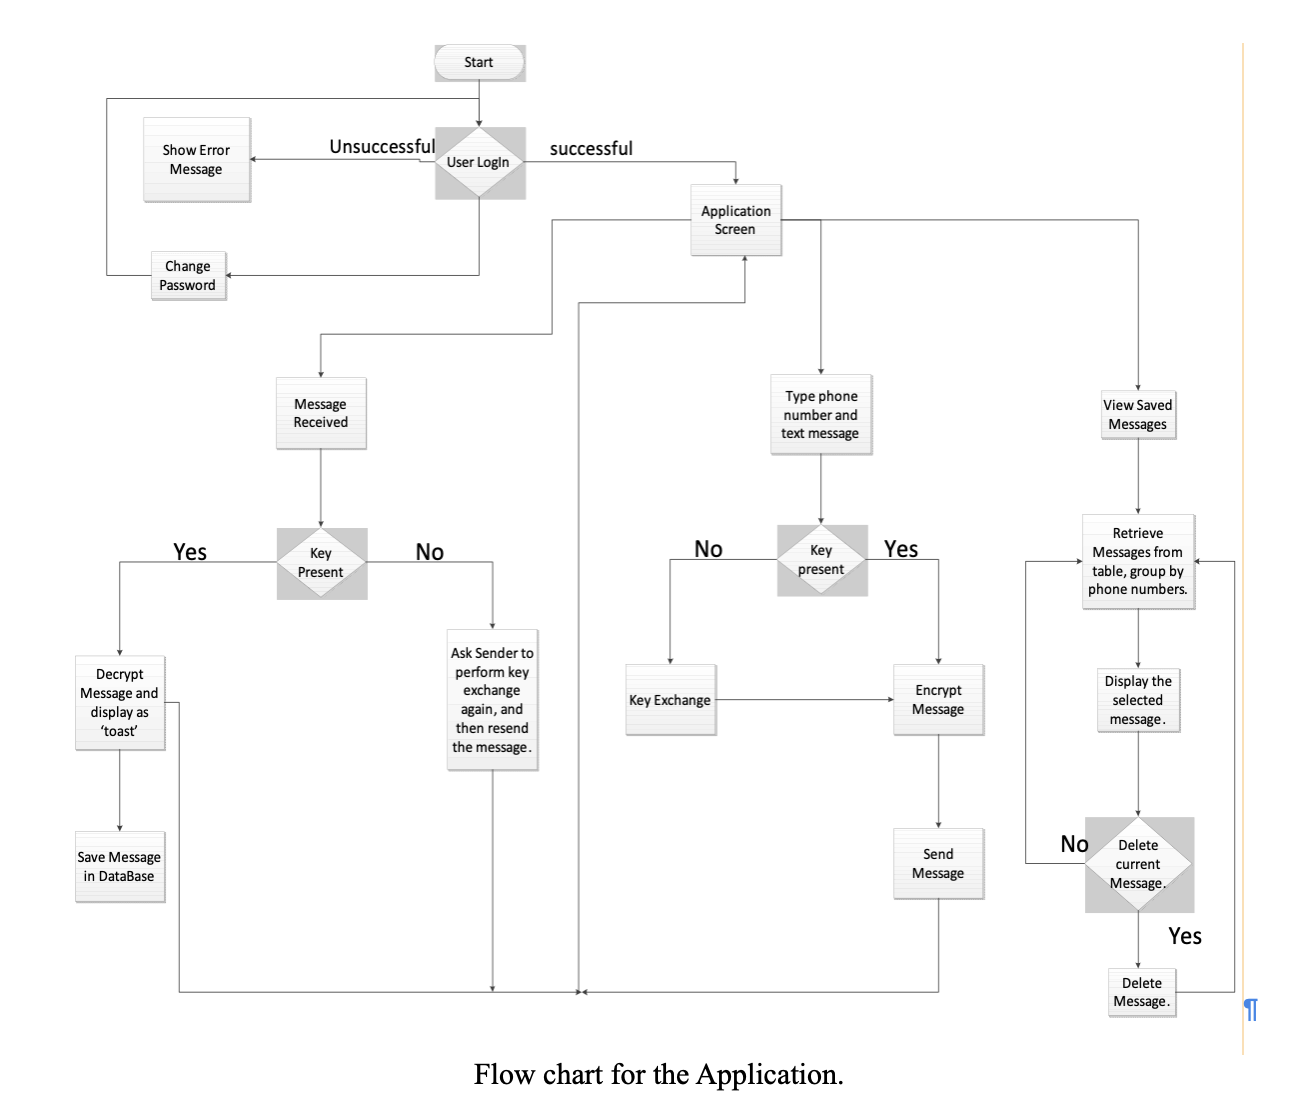 Start
Unsuccessful
User LogIn
successful
Show Error
Message
Application
Screen
Change
Password
Message
Received
Type phone
number and
text message
View Saved
Messages
Yes
Key
Present
No
No
Key
present
Yes
Retrieve
Messages from
table, group by
phone numbers.
Decrypt
Message and
display as
‘toast’
Ask Sender to
perform key
exchange
again, and
then resend
the message.
Key Exchange
Encrypt
Message
Display the
selected
message.
Save Message
in DataBase
Send
Message
No
Delete
current
Message.
Yes
Delete
Message.
¶
Flow chart for the Application.